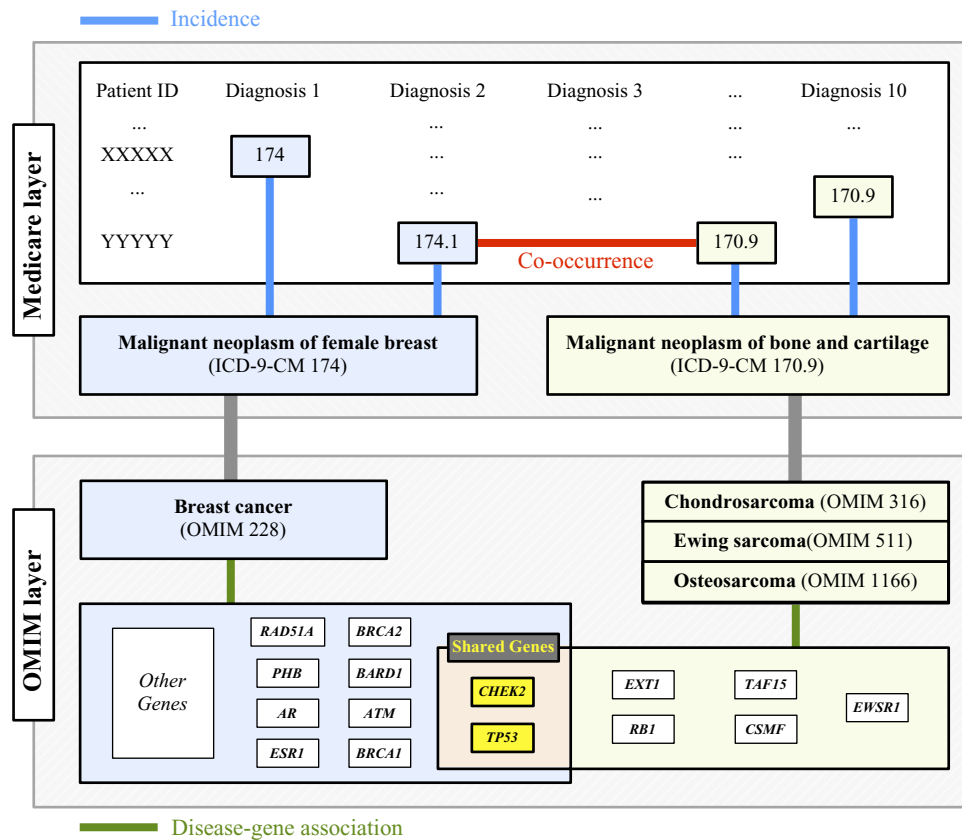 Incidence
Medicare layer
Patient ID Diagnosis 1 Diagnosis 2 Diagnosis 3 ... Diagnosis 10
... ... ... ... ...
XXXXX 174 ... ... ...
... ... ... 170.9
YYYYY 174.1 170.9
Co-occurrence
Malignant neoplasm of female breast
(ICD-9-CM 174)
Malignant neoplasm of bone and cartilage
(ICD-9-CM 170.9)
OMIM layer
Breast cancer
(OMIM 228)
Chondrosarcoma (OMIM 316)
Ewing sarcoma(OMIM 511)
Osteosarcoma (OMIM 1166)
Other
Genes
RAD51A BRCA2
PHB BARD1
AR ATM
ESR1 BRCA1
Shared Genes
CHEK2
TP53
EXT1 TAF15
RB1 CSMF
EWSR1
Disease-gene association